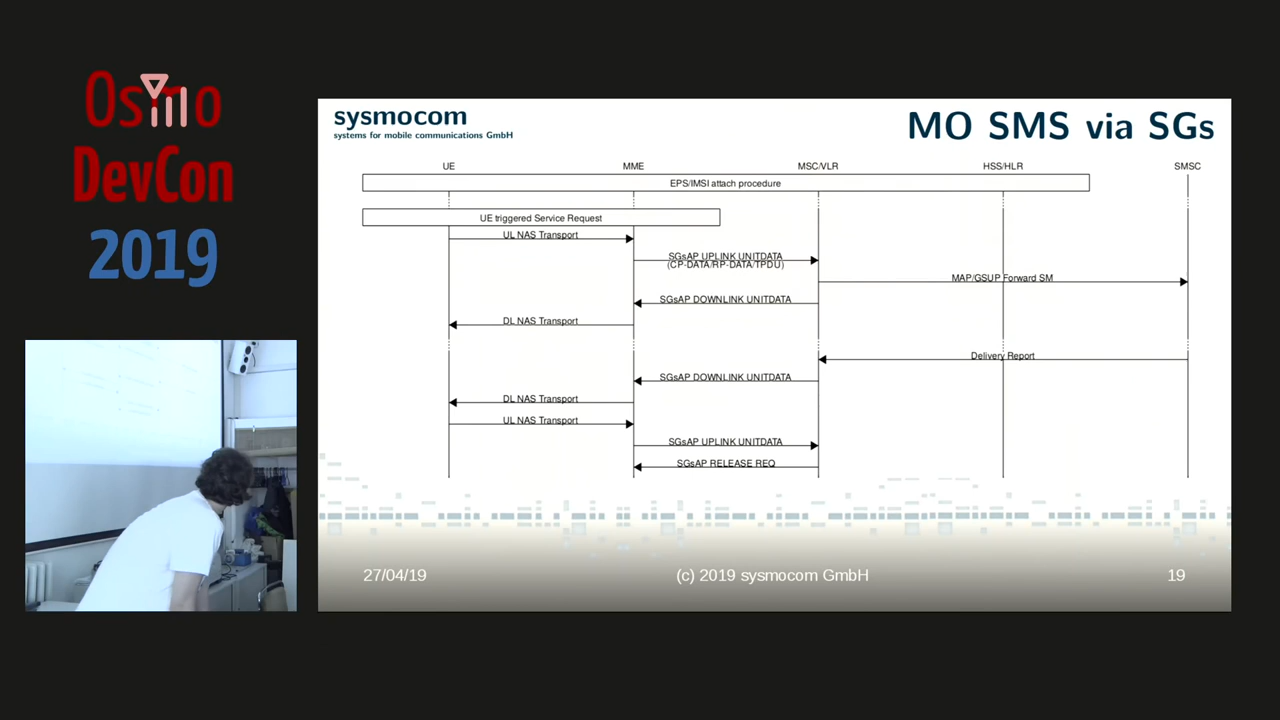 Osmo
DevCon
2019
sysmocom
systems for mobile communications GmbH
MO SMS via SGs
UE MME MSC/VLR HSS/HLR SMSC
EPS/IMSI attach procedure
UE triggered Service Request
UL NAS Transport
SGsAP UPLINK UNITDATA
(CP-DATA/RP-DATA/TPDU)
MAP/GSUP Forward SM
SGsAP DOWNLINK UNITDATA
DL NAS Transport
Delivery Report
SGsAP DOWNLINK UNITDATA
DL NAS Transport
UL NAS Transport
SGsAP UPLINK UNITDATA
SGsAP RELEASE REQ
27/04/19 (c) 2019 sysmocom GmbH 19